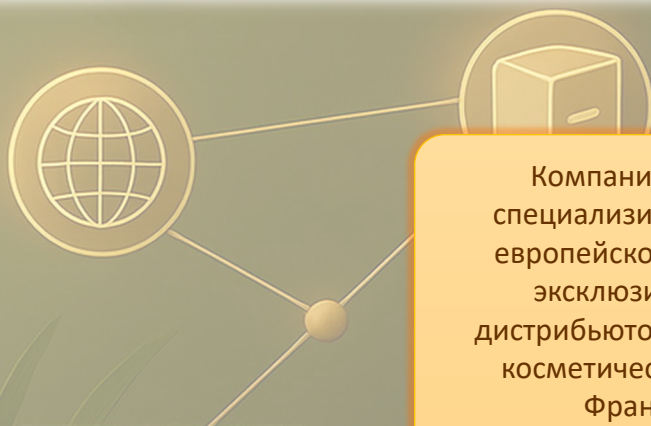 Компани
специализи
европейско
эксклюзи
дистрибьюто
косметичес
Фран